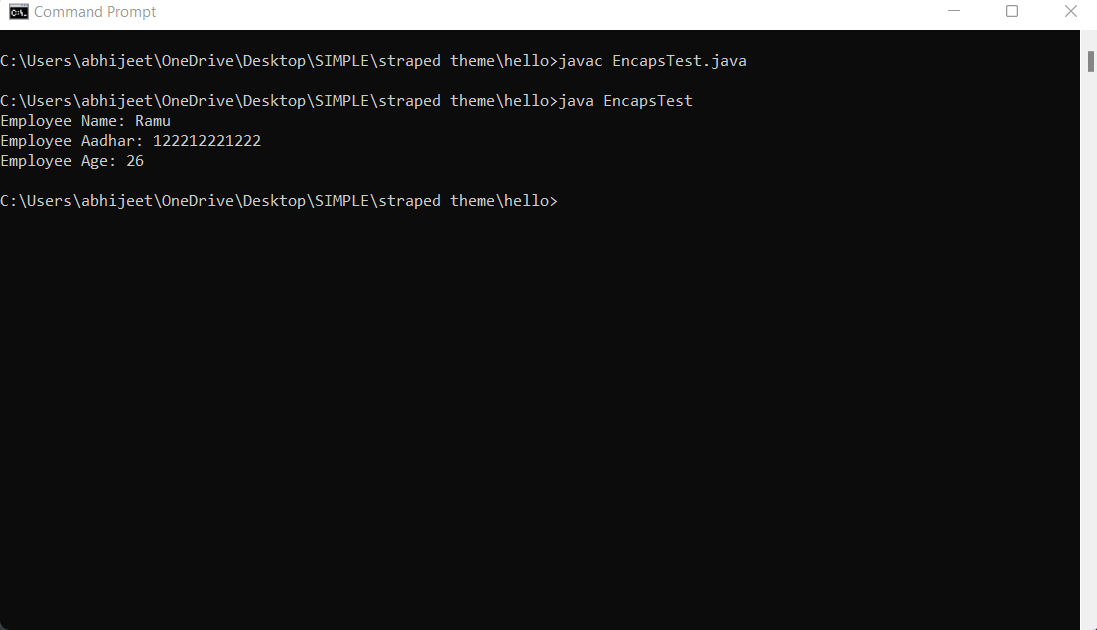 Command Prompt
C:\Users\abhijeet\OneDrive\Desktop\SIMPLE\straped theme\hello>javac EncapsTest.java
C:\Users\abhijeet\OneDrive\Desktop\SIMPLE\straped theme\hello>java EncapsTest
Employee Name: Ramu
Employee Aadhar: 122212221222
Employee Age: 26
C:\Users\abhijeet\OneDrive\Desktop\SIMPLE\straped theme\hello>